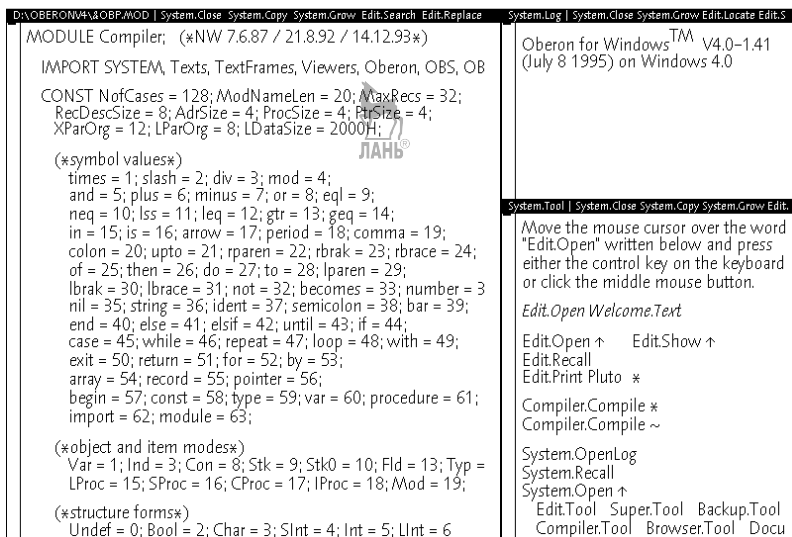 D:\OBERONV4\&OBP.MOD | System.Close System.Copy System.Grow Edit.Search Edit.Replace
MODULE Compiler; (*NW 7.6.87 / 21.8.92 / 14.12.93*)
IMPORT SYSTEM, Texts, TextFrames, Viewers, Oberon, OBS, OB
CONST NofCases = 128; ModNameLen = 20; MaxRecs = 32;
RecDescSize = 8; AdrSize = 4; ProcSize = 4; PtrSize = 4;
XParOrg = 12; LParOrg = 8; LDataSize = 2000H;
ЛАНЬ®
(*symbol values*)
times = 1; slash = 2; div = 3; mod = 4;
and = 5; plus = 6; minus = 7; or = 8; eql = 9;
neq = 10; lss = 11; leq = 12; gtr = 13; geq = 14;
in = 15; is = 16; arrow = 17; period = 18; comma = 19;
colon = 20; upto = 21; rparen = 22; rbrak = 23; rbrace = 24;
of = 25; then = 26; do = 27; to = 28; lparen = 29;
lbrak = 30; lbrace = 31; not = 32; becomes = 33; number = 3
nil = 35; string = 36; ident = 37; semicolon = 38; bar = 39;
end = 40; else = 41; elsif = 42; until = 43; if = 44;
case = 45; while = 46; repeat = 47; loop = 48; with = 49;
exit = 50; return = 51; for = 52; by = 53;
array = 54; record = 55; pointer = 56;
begin = 57; const = 58; type = 59; var = 60; procedure = 61;
import = 62; module = 63;
(*object and item modes*)
Var = 1; Ind = 3; Con = 8; Stk = 9; Stk0 = 10; Fld = 13; Typ =
LProc = 15; SProc = 16; CProc = 17; IProc = 18; Mod = 19;
(*structure forms*)
Undef = 0; Bool = 2; Char = 3; SInt = 4; Int = 5; LInt = 6
System.Log | System.Close System.Grow Edit.Locate Edit.S
Oberon for Windows™ V4.0-1.41
(July 8 1995) on Windows 4.0
System.Tool | System.Close System.Copy System.Grow Edit.
Move the mouse cursor over the word
"Edit.Open" written below and press
either the control key on the keyboard
or click the middle mouse button.
Edit.Open Welcome.Text
Edit.Open ↑ Edit.Show ↑
Edit.Recall
Edit.Print Pluto *
Compiler.Compile *
Compiler.Compile ~
System.OpenLog
System.Recall
System.Open ↑
Edit.Tool Super.Tool Backup.Tool
Compiler.Tool Browser.Tool Docu